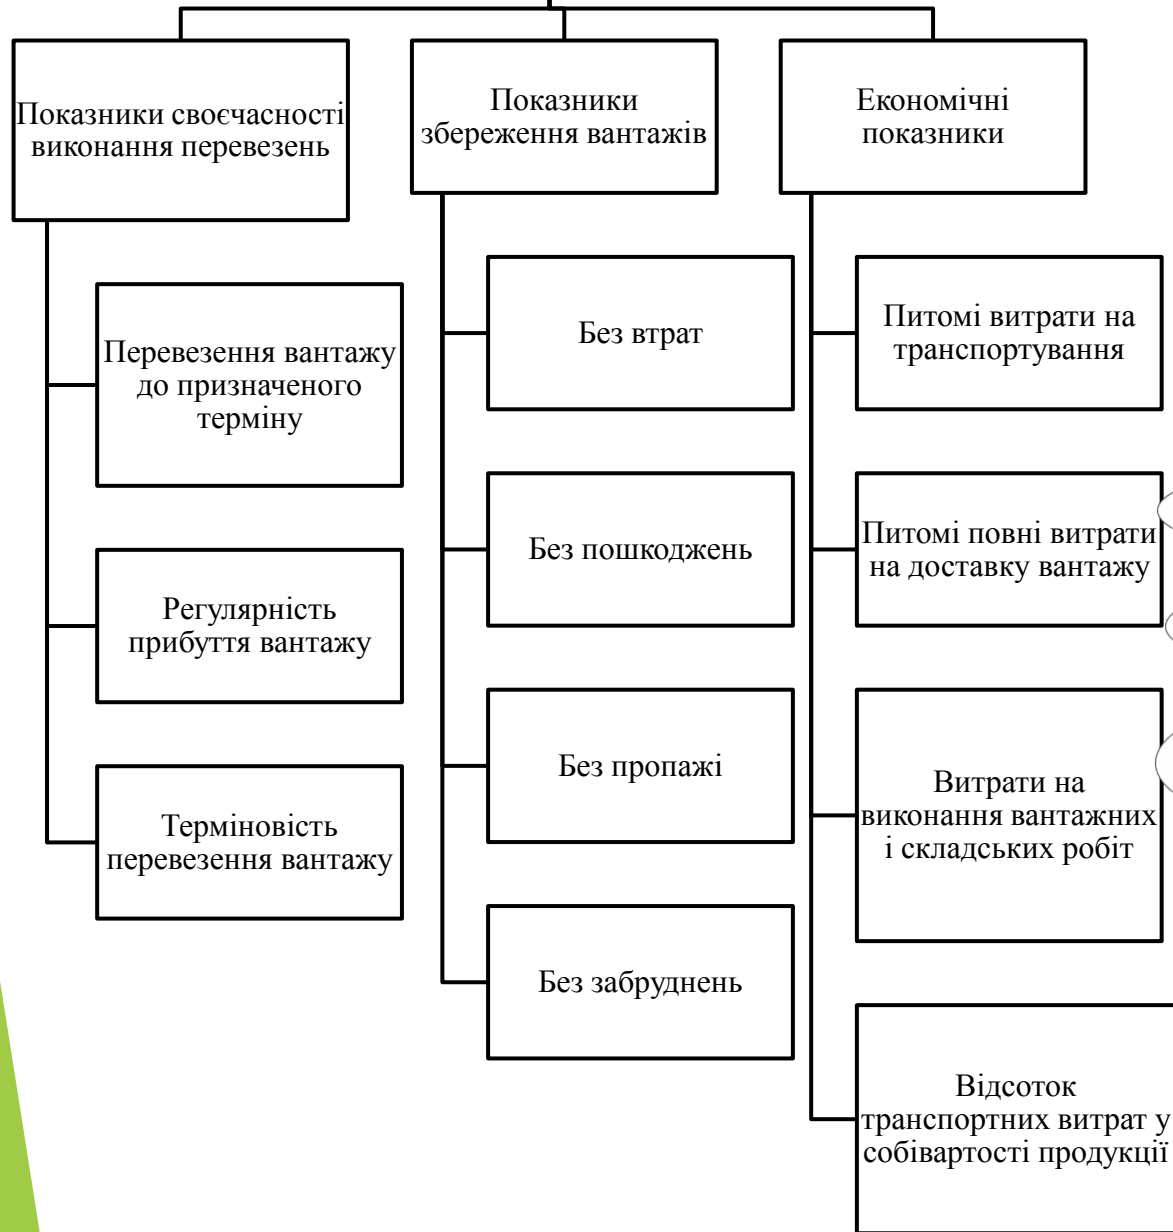 Показники своєчасності
виконання перевезень
Перевезення вантажу
до призначеного
терміну
Регулярність
прибуття вантажу
Терміновість
перевезення вантажу
Показники
збереження вантажів
Без втрат
Без пошкоджень
Без пропажі
Без забруднень
Економічні
показники
Питомі витрати на
транспортування
Питомі повні витрати
на доставку вантажу
Витрати на
виконання вантажних
і складських робіт
Відсоток
транспортних витрат у
собівартості продукції